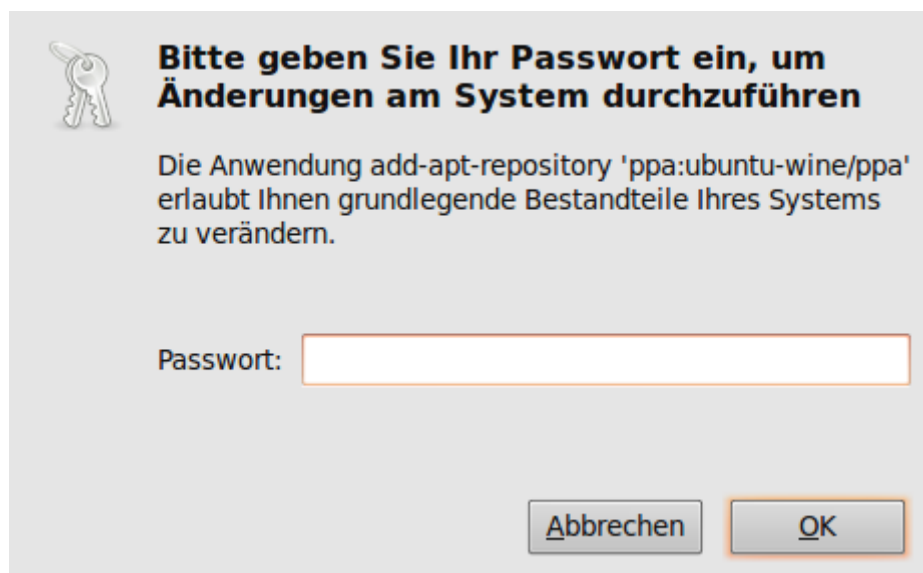 Bitte geben Sie Ihr Passwort ein, um
Änderungen am System durchzuführen
Die Anwendung add-apt-repository 'ppa:ubuntu-wine/ppa'
erlaubt Ihnen grundlegende Bestandteile Ihres Systems
zu verändern.
Passwort:
Abbrechen
OK